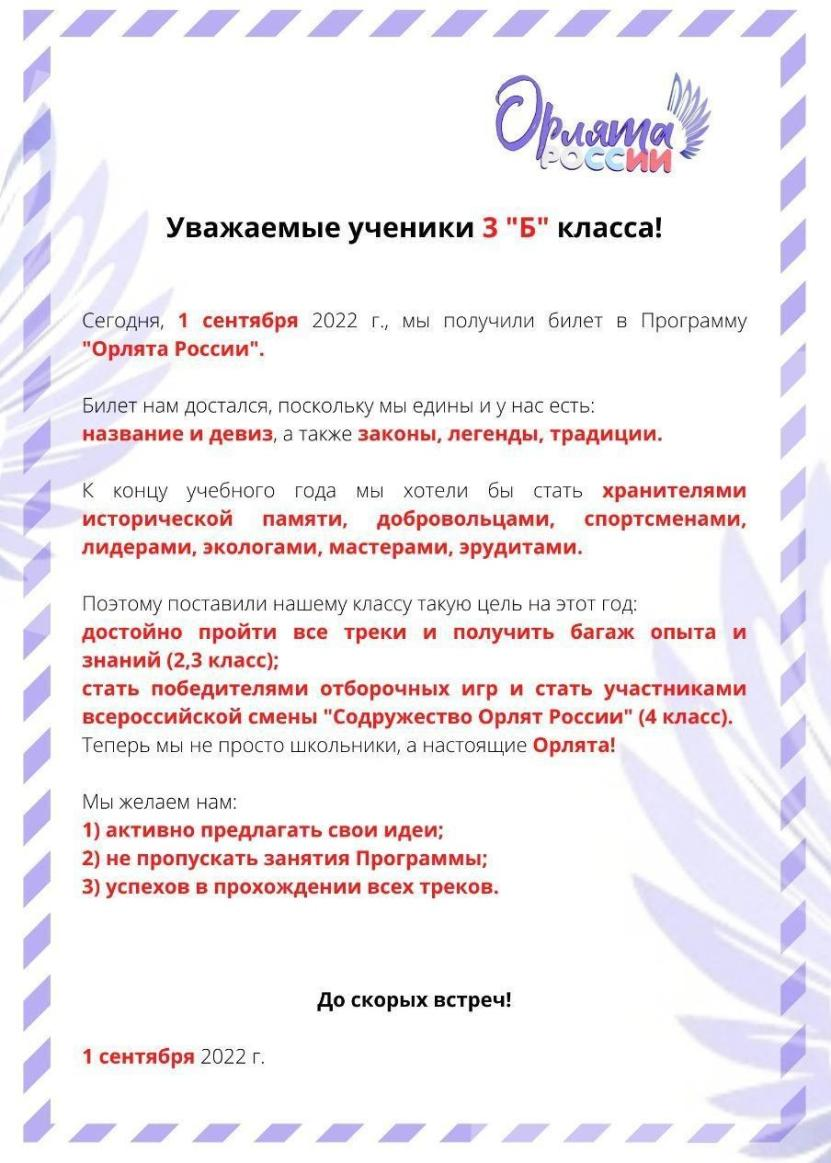 Орлята
РОССИИ
Уважаемые ученики 3 "Б" класса!
Сегодня, 1 сентября 2022 г., мы получили билет в Программу
"Орлята России".
Билет нам достался, поскольку мы едины и у нас есть:
название и девиз, а также законы, легенды, традиции.
К концу учебного года мы хотели бы стать хранителями
исторической памяти, добровольцами, спортсменами,
лидерами, экологами, мастерами, эрудитами.
Поэтому поставили нашему классу такую цель на этот год:
достойно пройти все треки и получить багаж опыта и
знаний (2,3 класс);
стать победителями отборочных игр и стать участниками
всероссийской смены "Содружество Орлят России" (4 класс).
Теперь мы не просто школьники, а настоящие Орлята!
Мы желаем нам:
1) активно предлагать свои идеи;
2) не пропускать занятия Программы;
3) успехов в прохождении всех треков.
До скорых встреч!
1 сентября 2022 г.